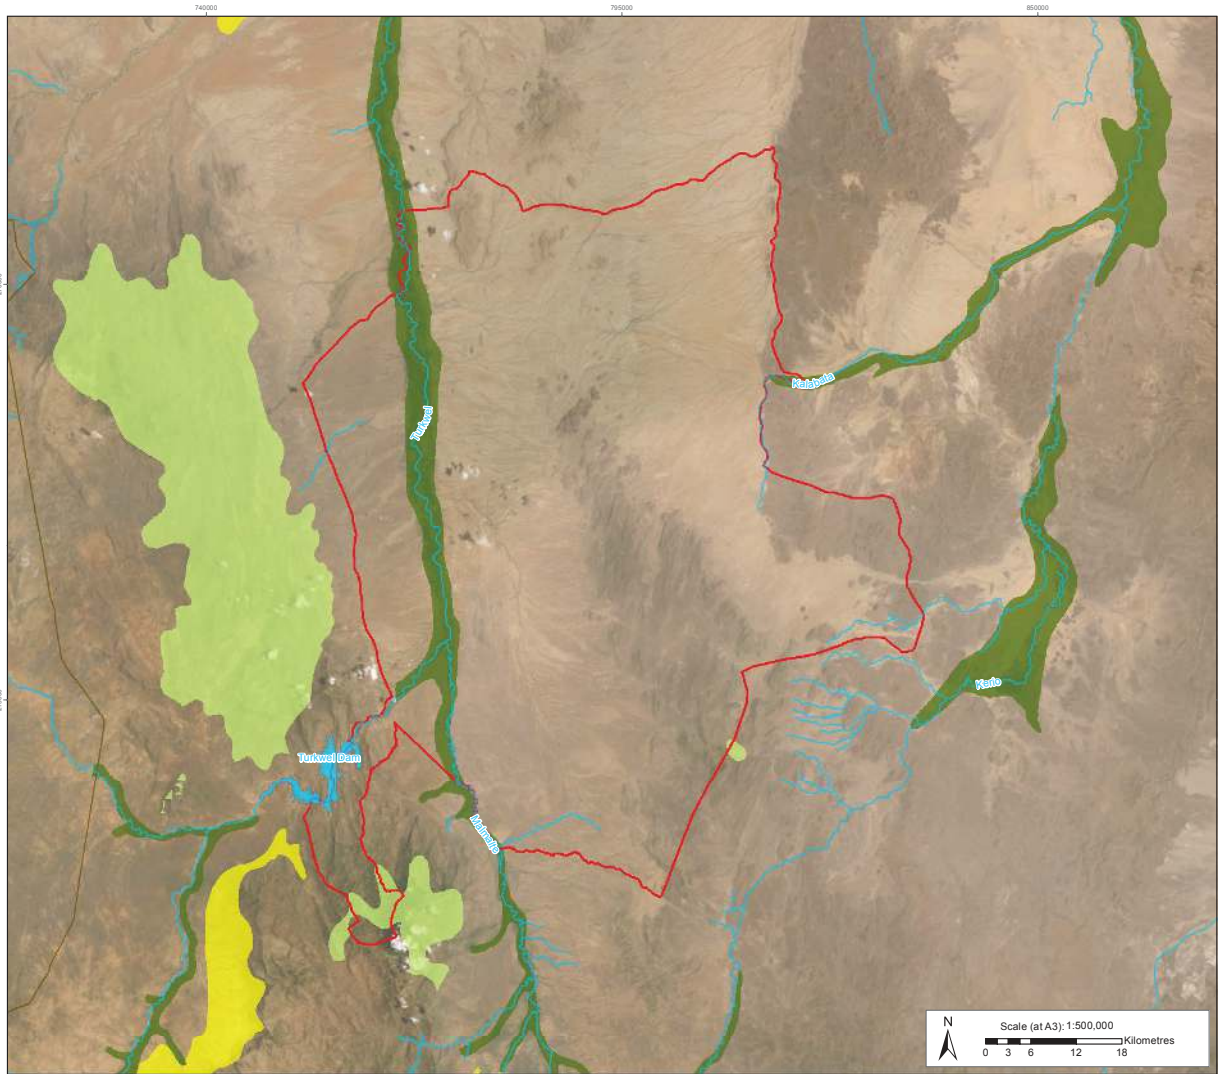 740000
795000
850000
Kalabata
Turkwel
Kerio
Turkwel Dam
Malmalte
N
Scale (at A3): 1:500,000
Kilometres
0 3 6 12 18